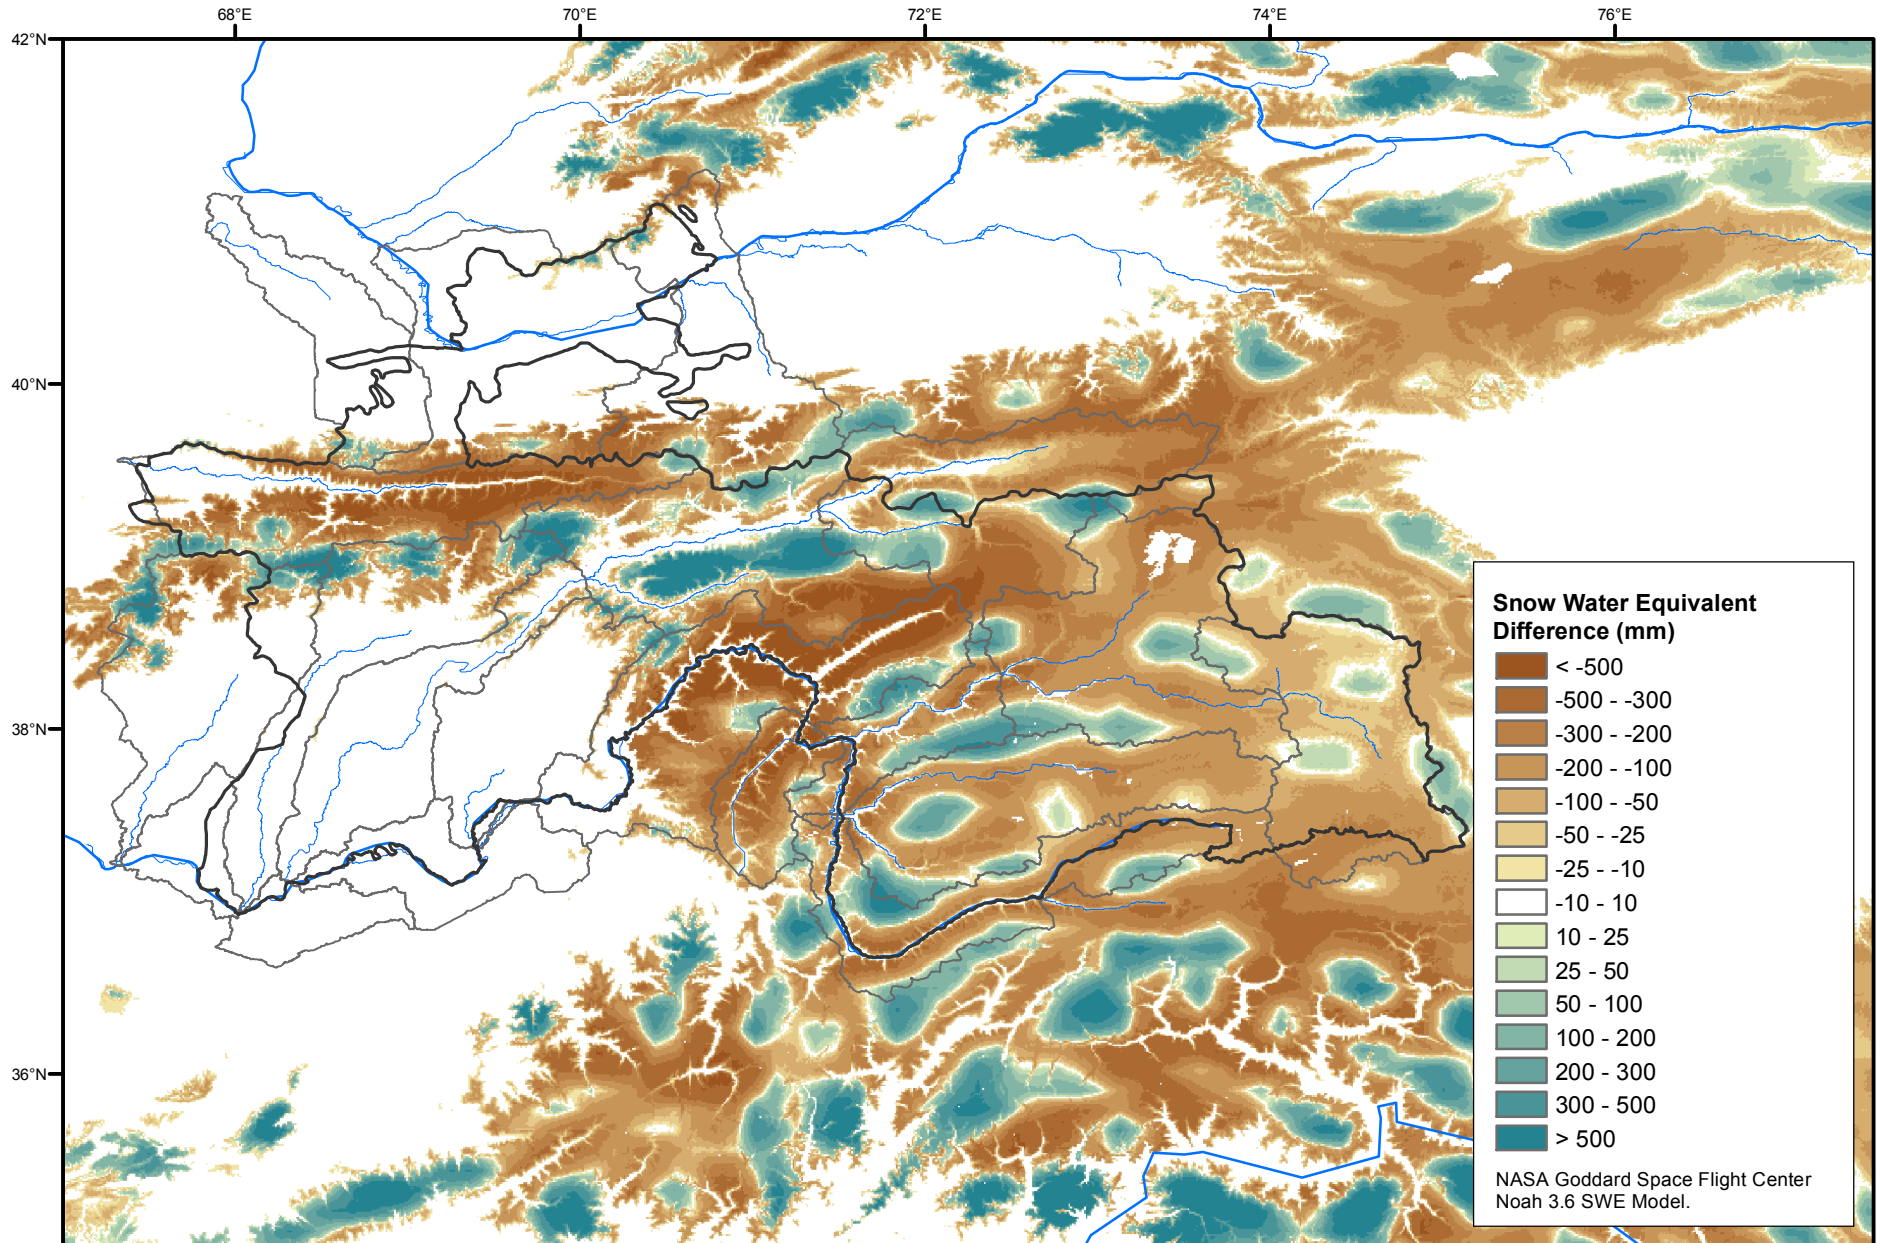 68°E
70°E
72°E
74°E
76°E
42°N
40°N
38°N
36°N
Snow Water Equivalent
Difference (mm)
< -500
-500 - -300
-300 - -200
-200 - -100
-100 - -50
-50 - -25
-25 - -10
-10 - 10
10 - 25
25 - 50
50 - 100
100 - 200
200 - 300
300 - 500
> 500
NASA Goddard Space Flight Center
Noah 3.6 SWE Model.